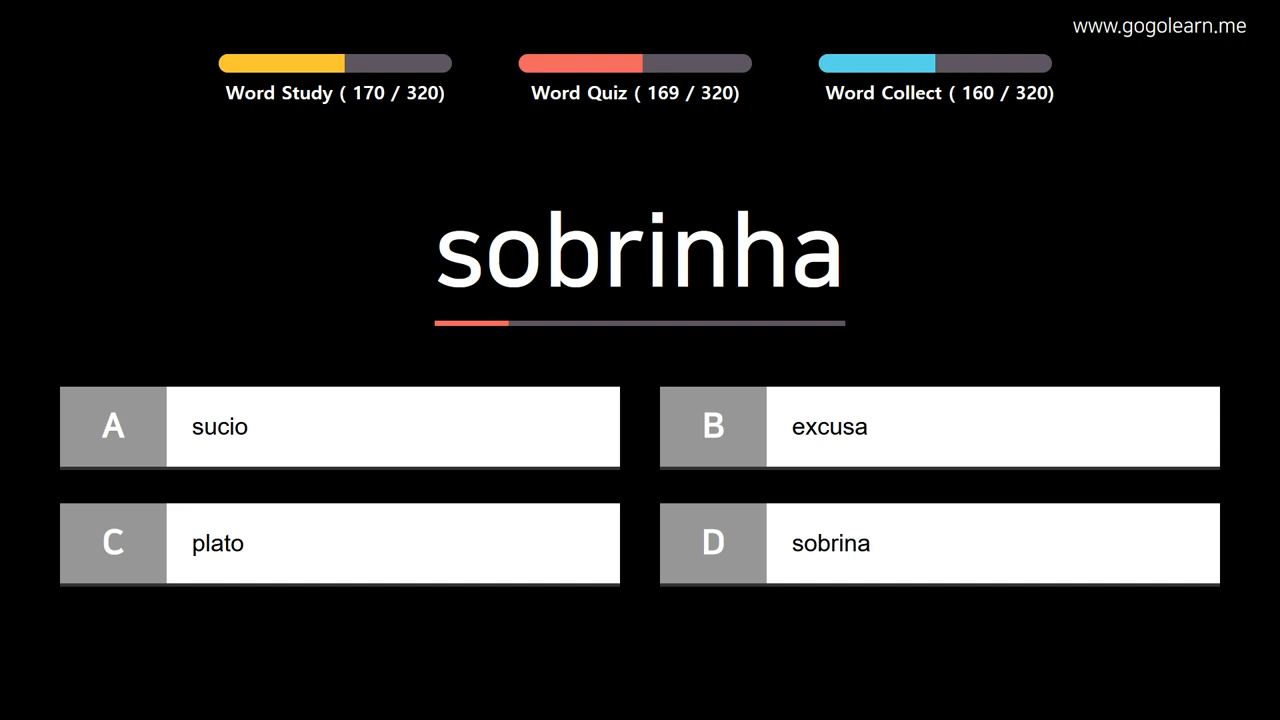 www.gogolearn.me
Word Study ( 170 / 320)
Word Quiz ( 169 / 320)
Word Collect ( 160 / 320)
sobrinha
A sucio
B excusa
C plato
D sobrina